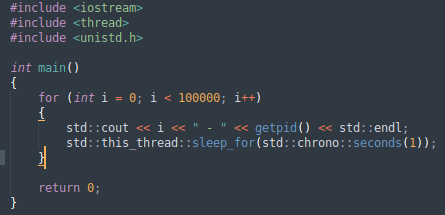 #include <iostream>
#include <thread>
#include <unistd.h>

int main()
{
    for (int i = 0; i < 100000; i++)
    {
        std::cout << i << " - " << getpid() << std::endl;
        std::this_thread::sleep_for(std::chrono::seconds(1));
    }

    return 0;
}